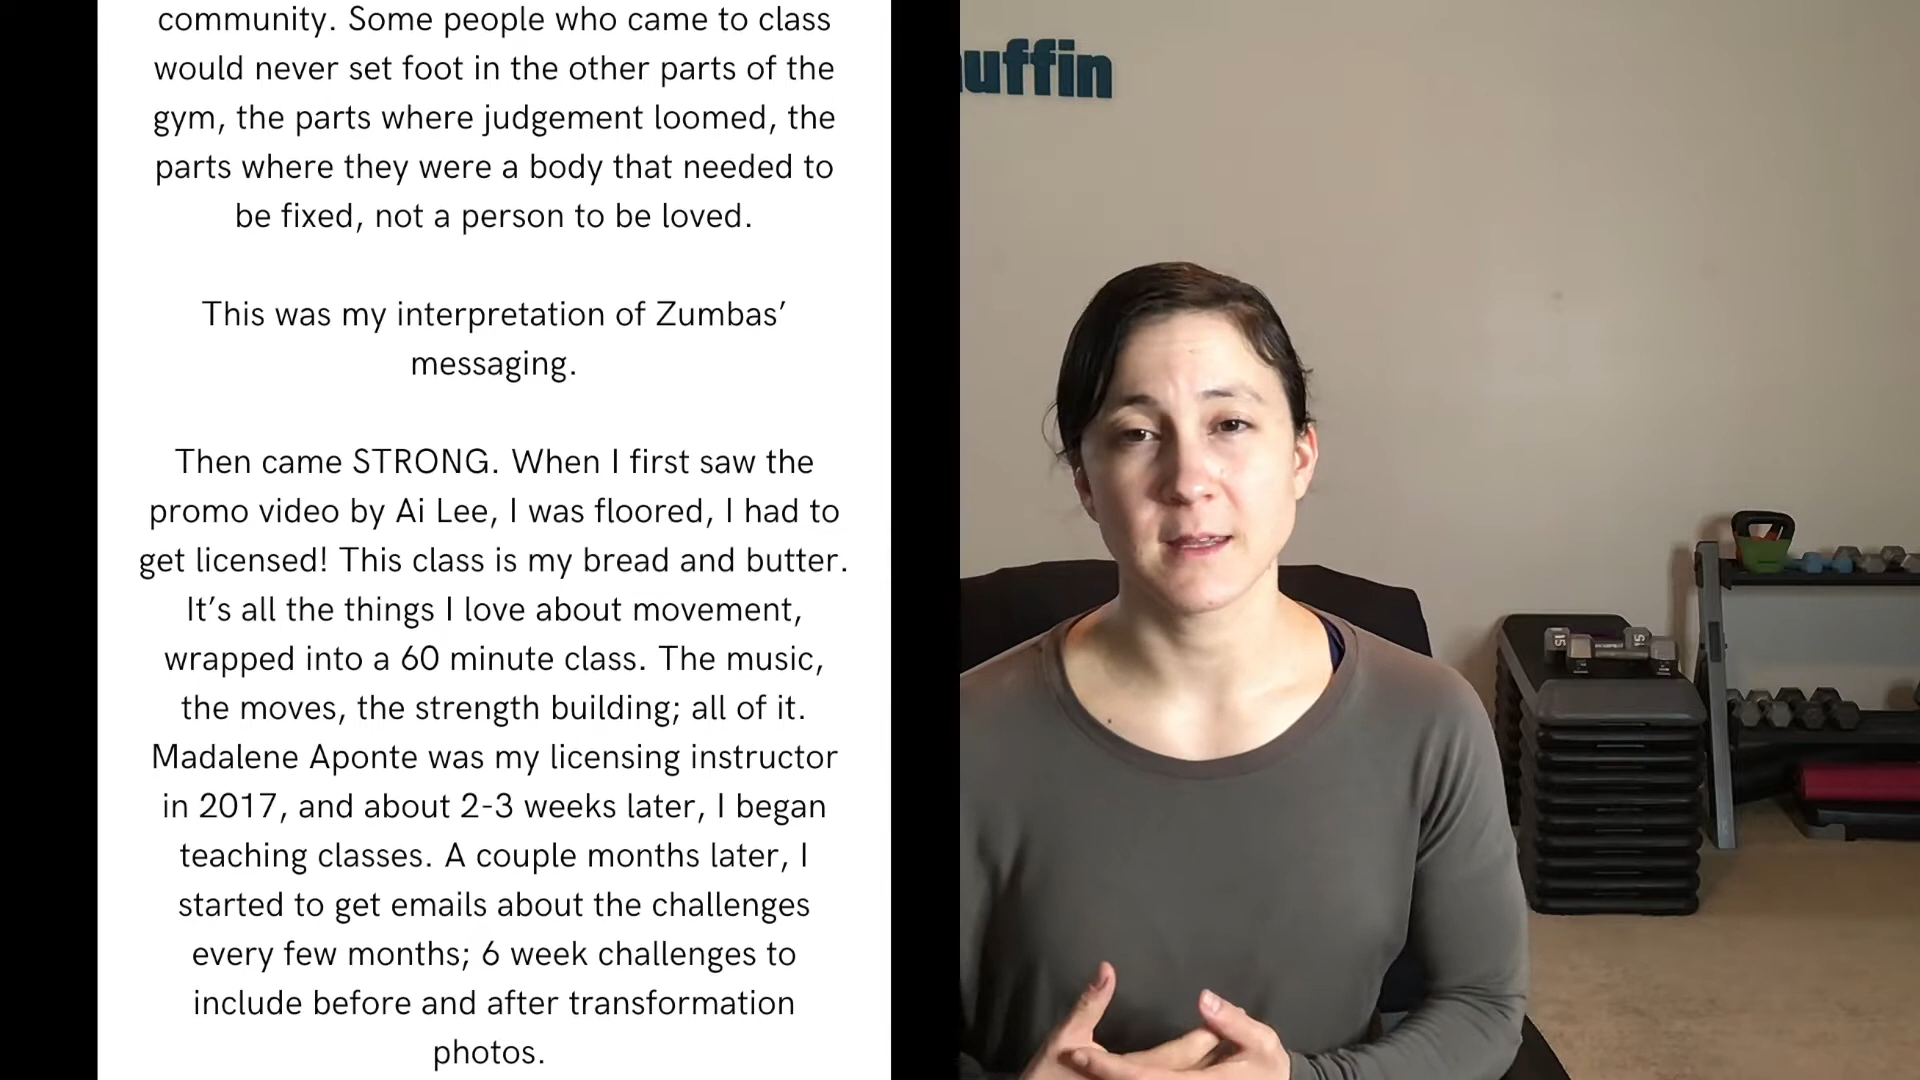 community. Some people who came to class
would never set foot in the other parts of the
gym, the parts where judgement loomed, the
parts where they were a body that needed to
be fixed, not a person to be loved.
This was my interpretation of Zumbas’
messaging.
Then came STRONG. When I first saw the
promo video by Ai Lee, I was floored, I had to
get licensed! This class is my bread and butter.
It’s all the things I love about movement,
wrapped into a 60 minute class. The music,
the moves, the strength building; all of it.
Madalene Aponte was my licensing instructor
in 2017, and about 2-3 weeks later, I began
teaching classes. A couple months later, I
started to get emails about the challenges
every few months; 6 week challenges to
include before and after transformation
photos.
uffin
15
15